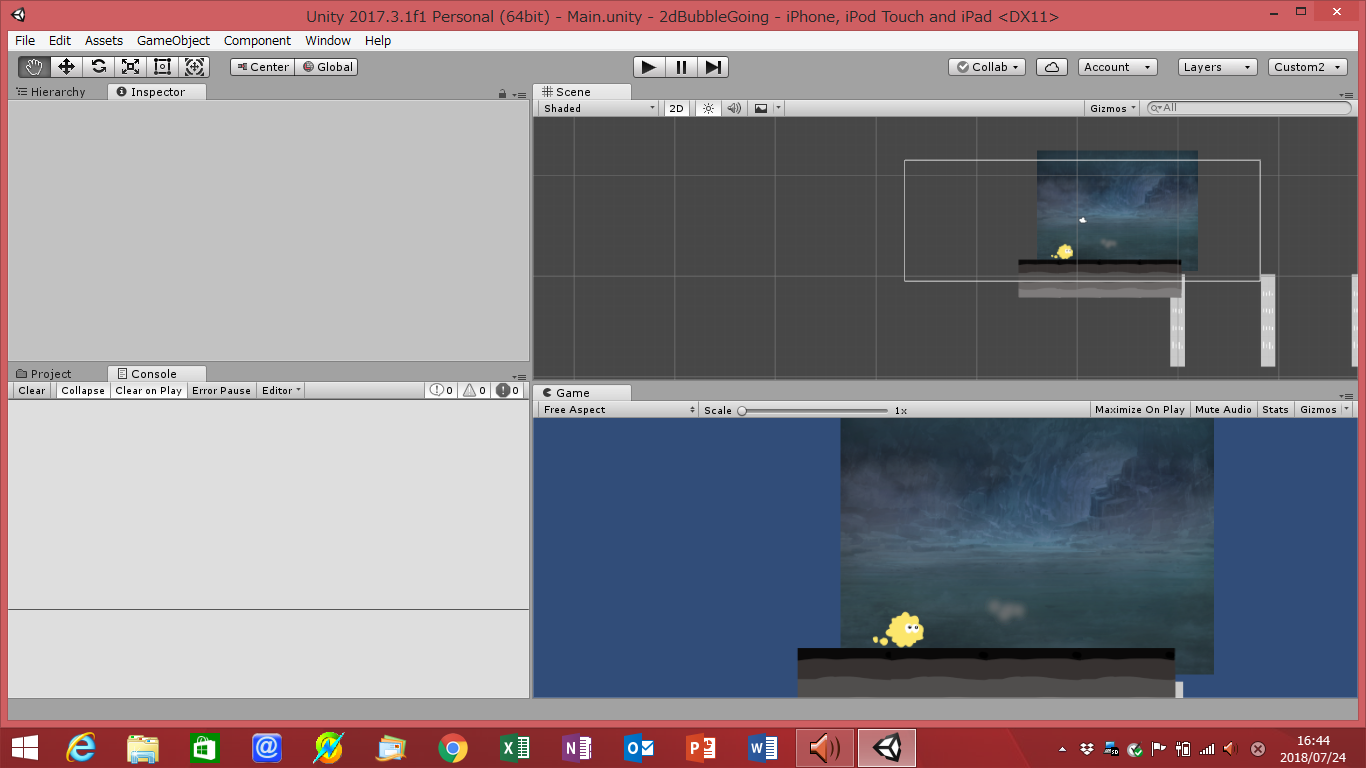 Unity 2017.3.1f1 Personal (64bit) - Main.unity - 2dBubbleGoing - iPhone, iPod Touch and iPad <DX11>
File Edit Assets GameObject Component Window Help
Center Global Collab Account Layers Custom2
Hierarchy Inspector
Scene
Shaded 2D Gizmos All
Project Console
Clear Collapse Clear on Play Error Pause Editor 0 0 0
Game
Free Aspect Scale 1x Maximize On Play Mute Audio Stats Gizmos
16:44
2018/07/24